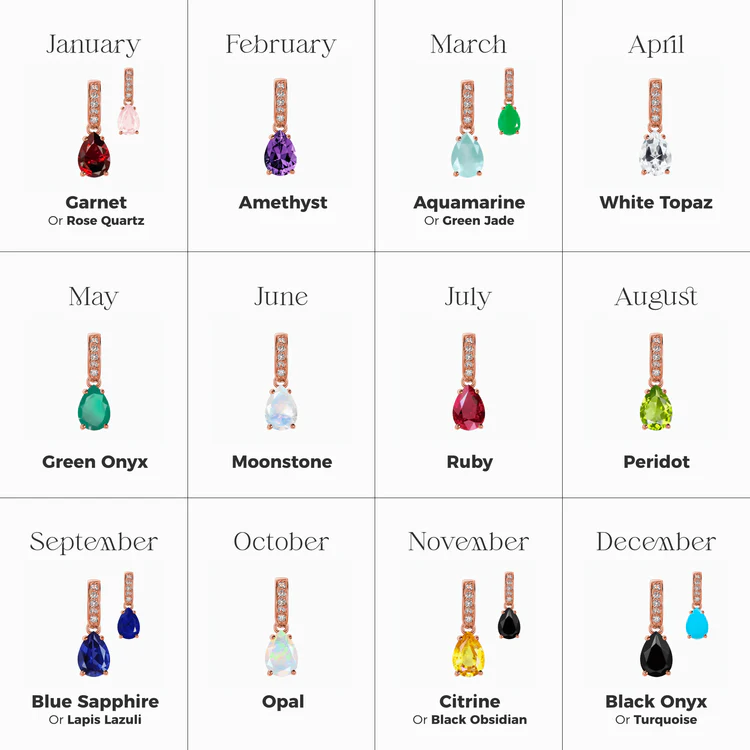 January
Garnet
Or Rose Quartz
February
Amethyst
March
Aquamarine
Or Green Jade
April
White Topaz
May
Green Onyx
June
Moonstone
July
Ruby
August
Peridot
September
Blue Sapphire
Or Lapis Lazuli
October
Opal
November
Citrine
Or Black Obsidian
December
Black Onyx
Or Turquoise